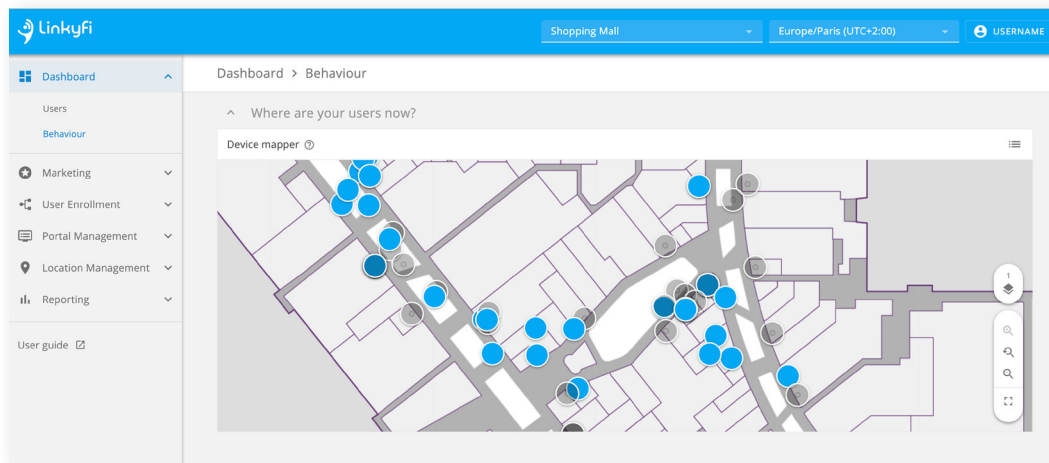 Linkyfi
Shopping Mall
Europe/Paris (UTC+2:00)
USERNAME
Dashboard
Users
Behaviour
Marketing
User Enrollment
Portal Management
Location Management
Reporting
User guide
Dashboard > Behaviour
Where are your users now?
Device mapper
1